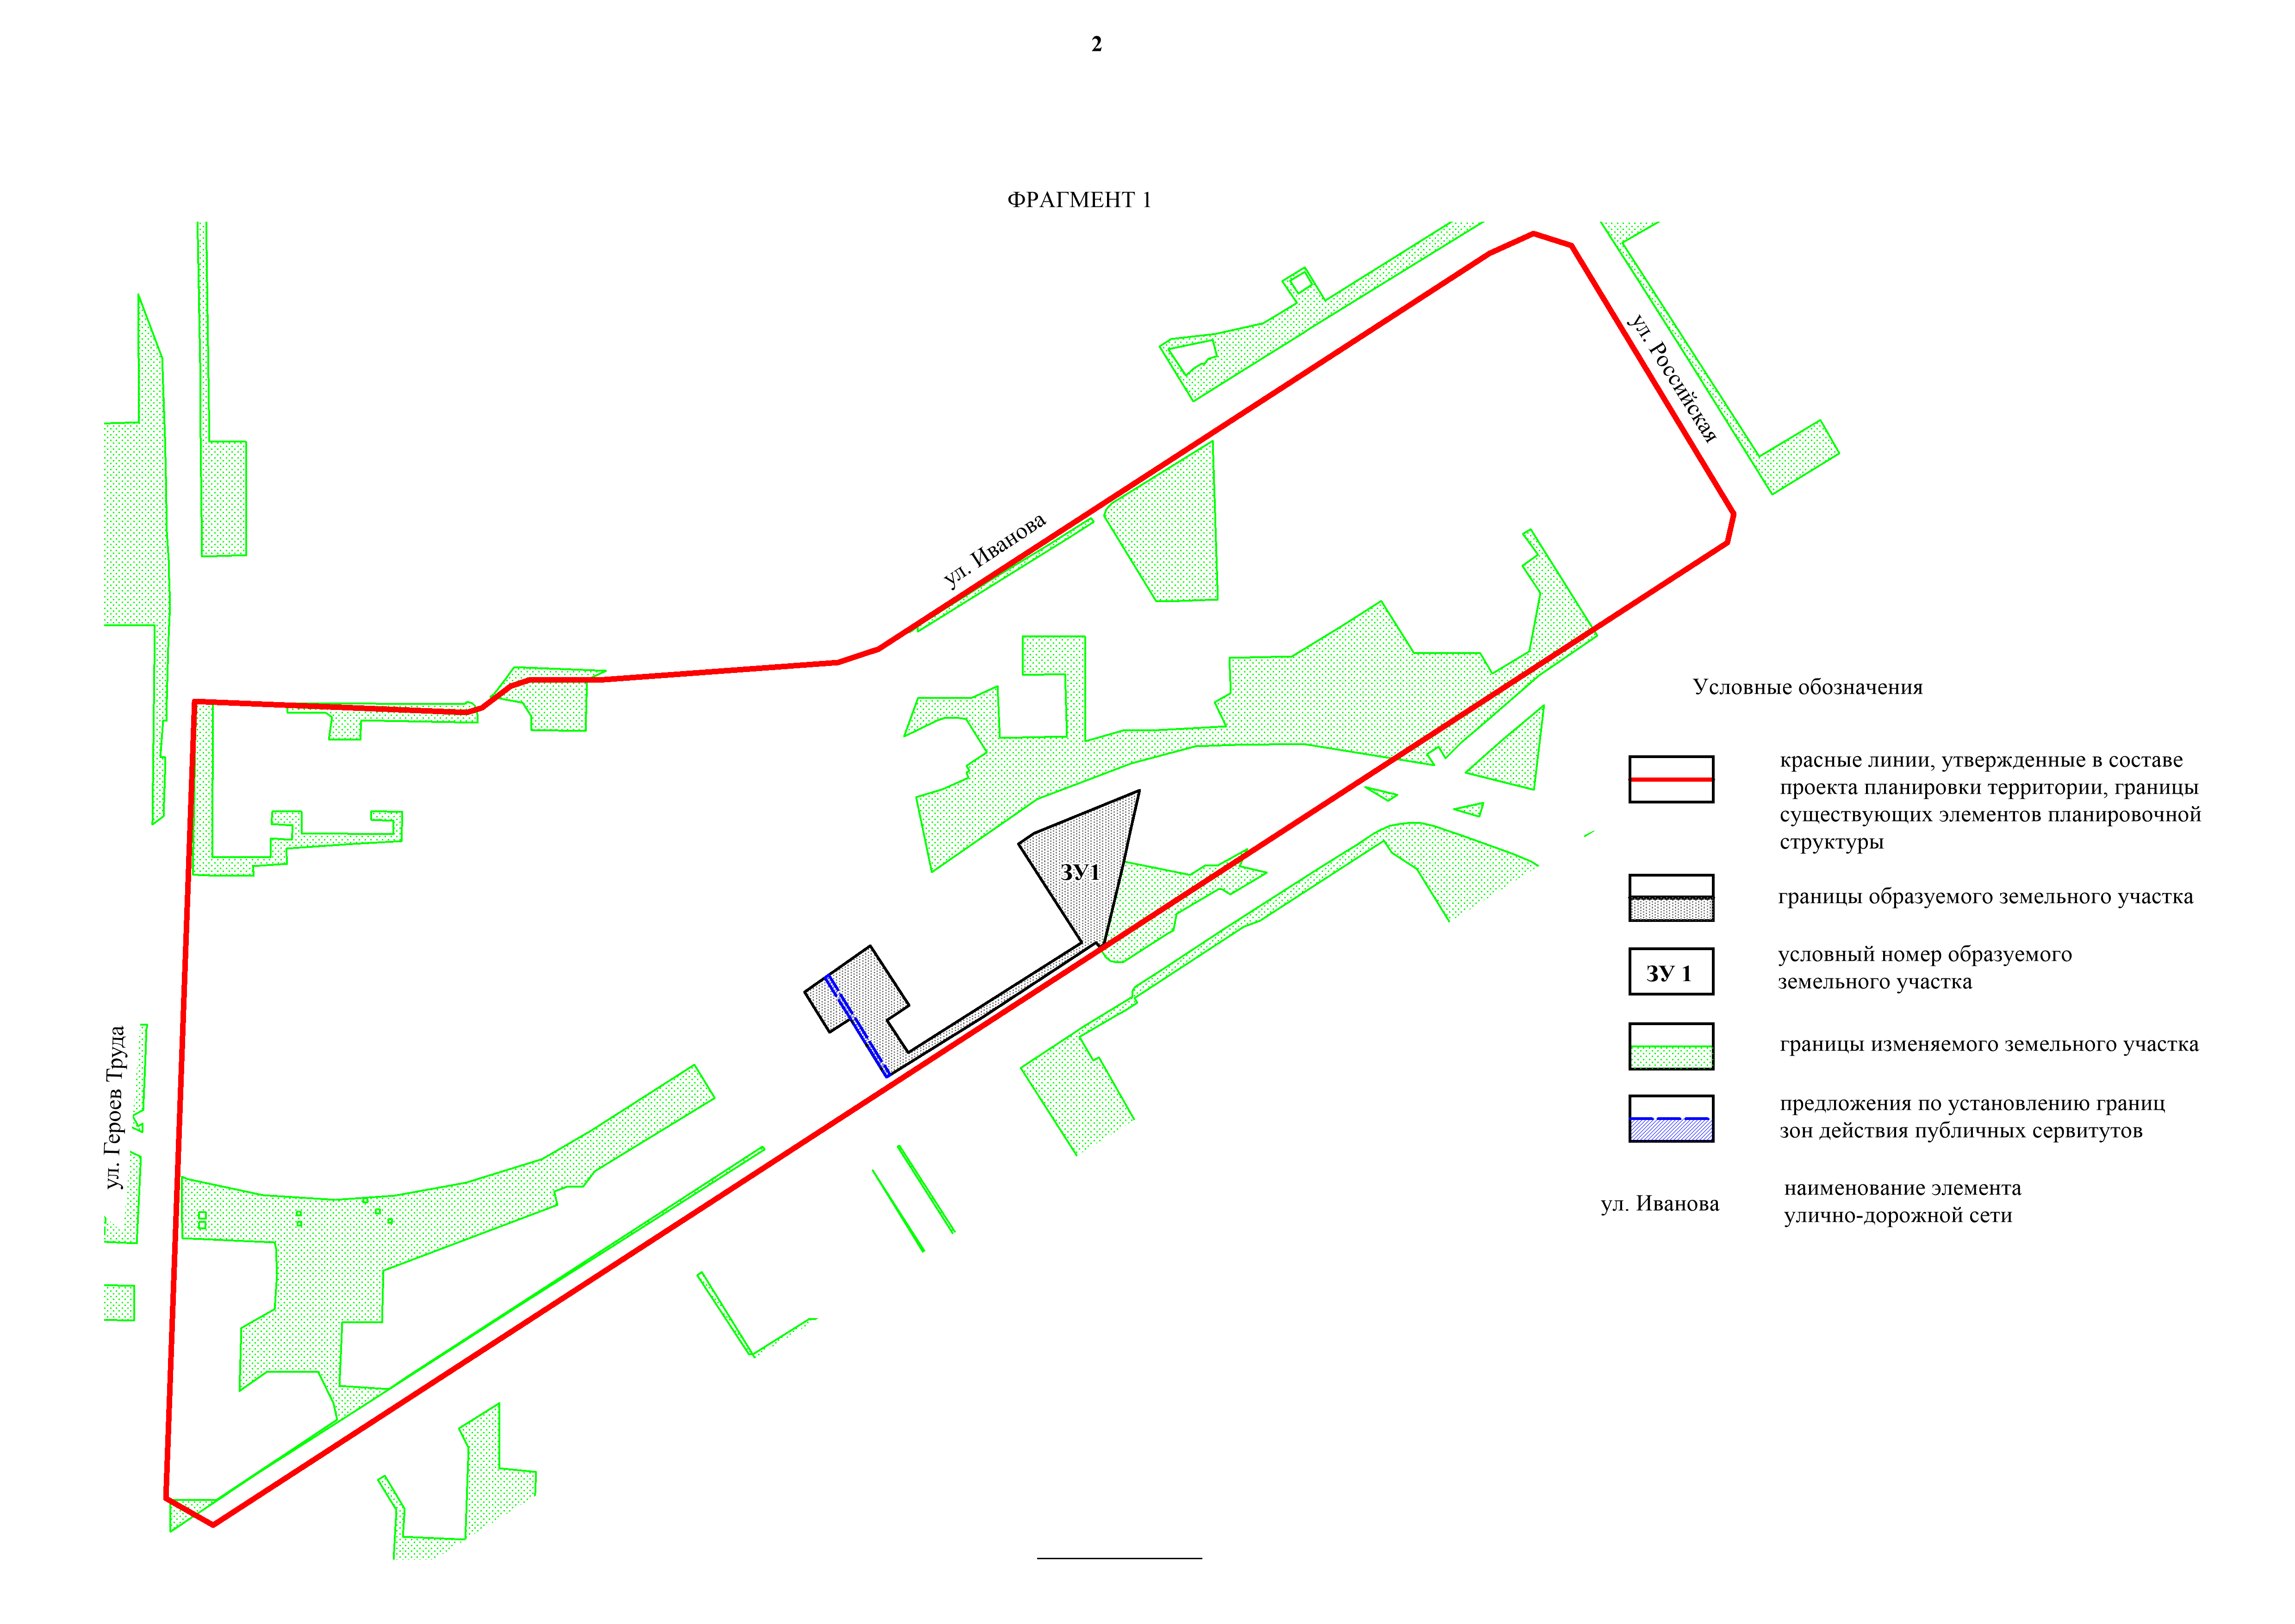 2
ФРАГМЕНТ 1
ул. Российская
ул. Иванова
ЗУ1
ул. Героев Труда
Условные обозначения
красные линии, утвержденные в составе
проекта планировки территории, границы
существующих элементов планировочной
структуры
границы образуемого земельного участка
ЗУ 1
условный номер образуемого
земельного участка
границы изменяемого земельного участка
предложения по установлению границ
зон действия публичных сервитутов
ул. Иванова
наименование элемента
улично-дорожной сети